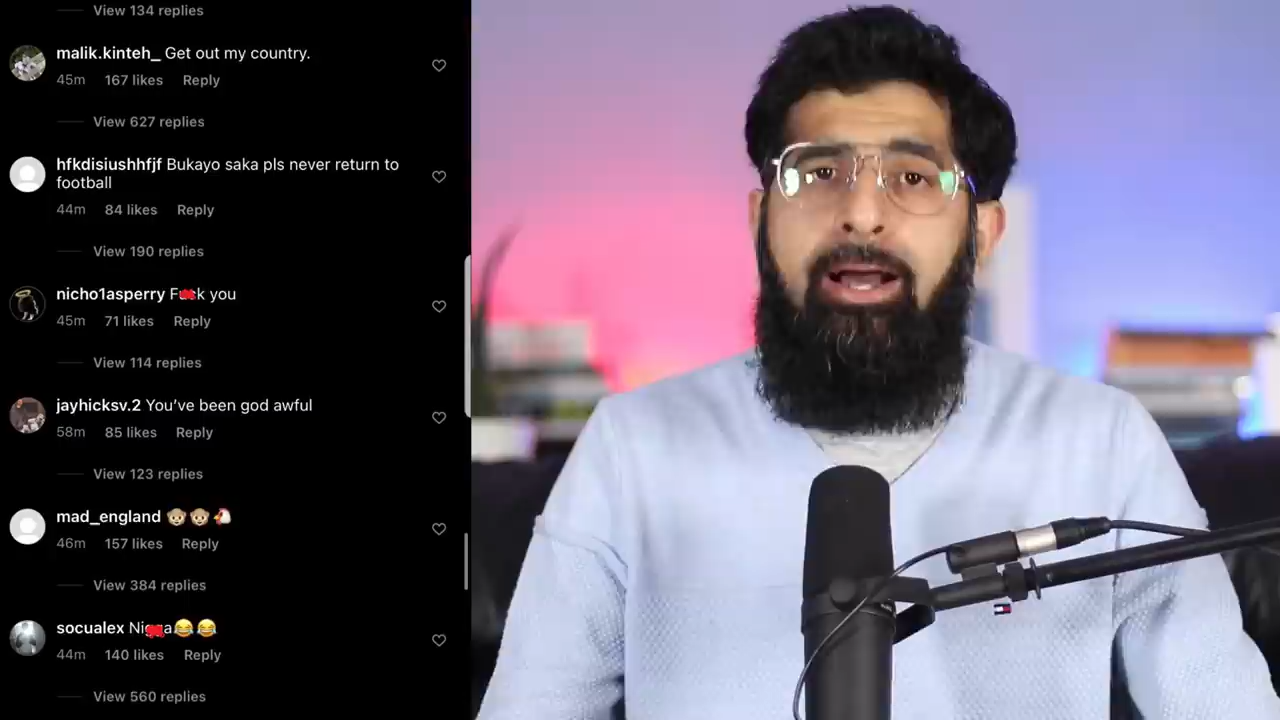 View 134 replies
malik.kinteh_ Get out my country.
45m 167 likes Reply
View 627 replies
hfkdisiushhfjf Bukayo saka pls never return to
football
44m 84 likes Reply
View 190 replies
nicho1asperry F k you
45m 71 likes Reply
View 114 replies
jayhicksv.2 You’ve been god awful
58m 85 likes Reply
View 123 replies
mad_england 🐵🐵🐔
46m 157 likes Reply
View 384 replies
socualex Ni a😂😂
44m 140 likes Reply
View 560 replies